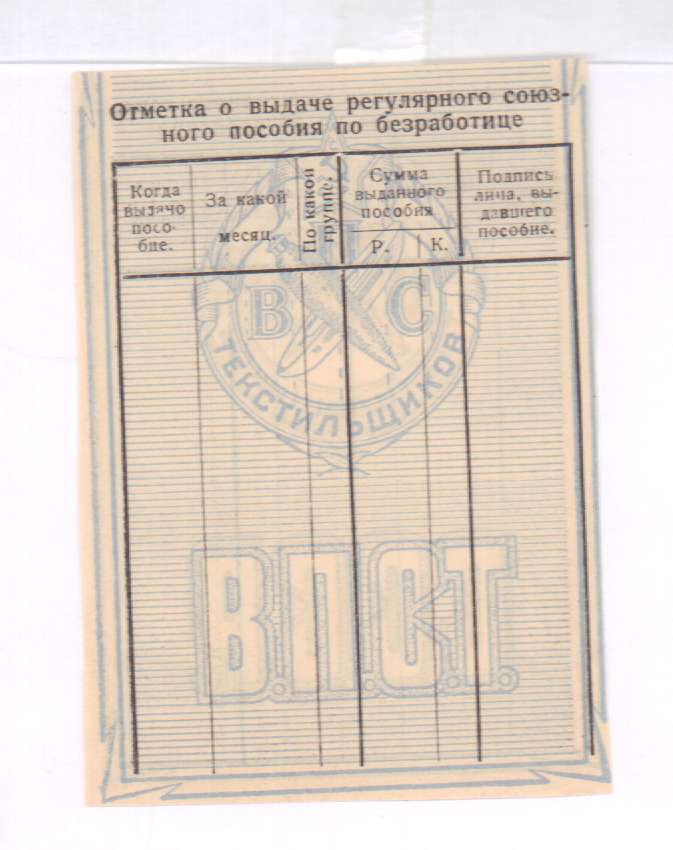 Отметка о выдаче регулярного союз-
ного пособия по безработице
Когда
выдачо
посо-
бие.
За какой
месяц.
По какой
группе.
Сумма
выданного
пособия
Р.
К.
Подпись
лица, вы-
давшего
пособие.
В С
ТЕКСТИЛЬЩИКОВ
В.П.С.Т.